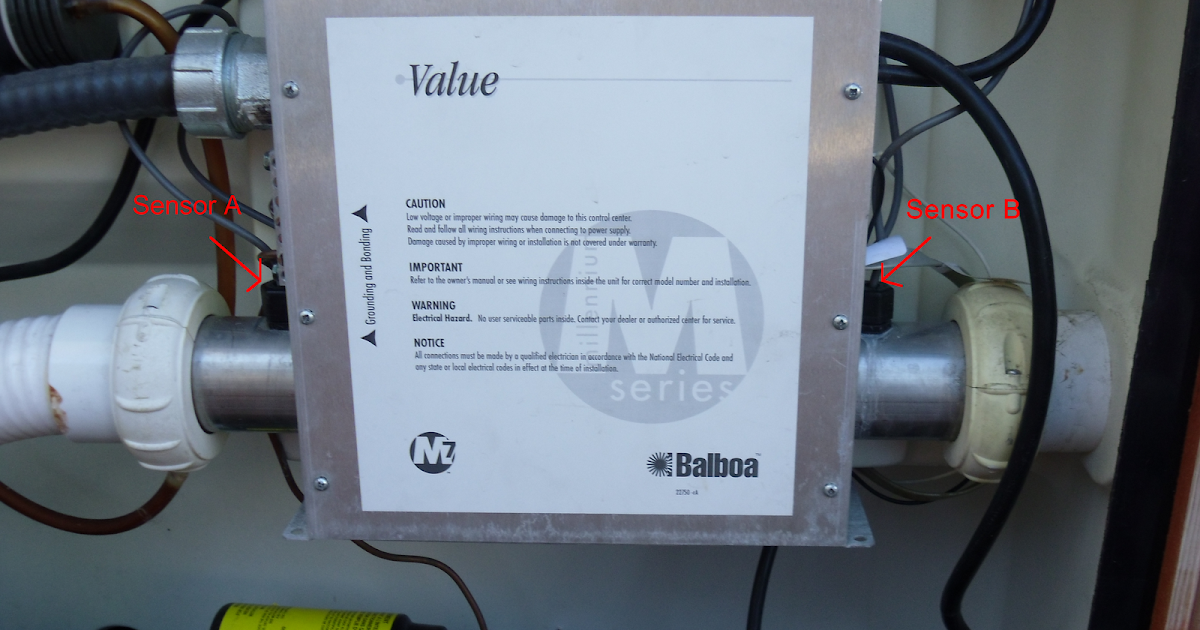 Value
Sensor A
Sensor B
Grounding and Bonding
CAUTION
Low voltage or improper wiring may cause damage to this control center.
Read and follow all wiring instructions when connecting to power supply.
Damage caused by improper wiring or installation is not covered under warranty.
IMPORTANT
Refer to the owner's manual or see wiring instructions inside the unit for correct model number and installation.
WARNING
Electrical Hazard. No user serviceable parts inside. Contact your dealer or authorized center for service.
NOTICE
All connections must be made by a qualified electrician in accordance with the National Electrical Code and
any state or local electrical codes in effect at the time of installation.
millennium
M
series
M7
Balboa™